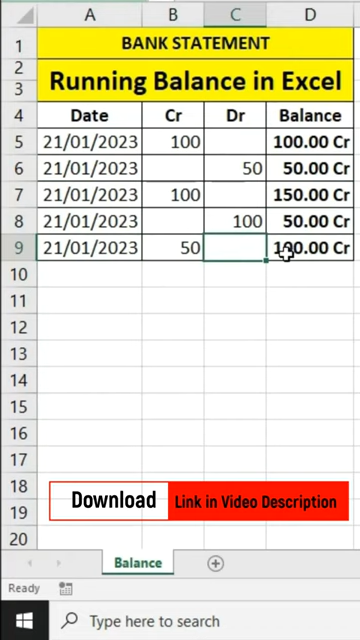 A B C D
1 BANK STATEMENT
2
3 Running Balance in Excel
4 Date Cr Dr Balance
5 21/01/2023 100 100.00 Cr
6 21/01/2023 50 50.00 Cr
7 21/01/2023 100 150.00 Cr
8 21/01/2023 100 50.00 Cr
9 21/01/2023 50 100.00 Cr
10
11
12
13
14
15
16
17
18
19
20
Download Link in Video Description
Balance
Ready
Type here to search